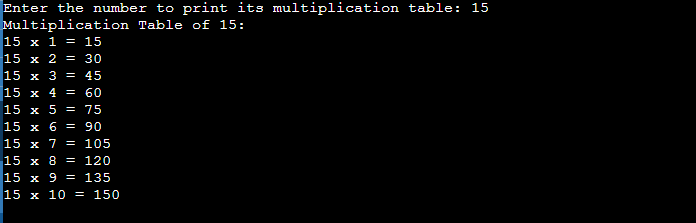 Enter the number to print its multiplication table: 15
Multiplication Table of 15:
15 x 1 = 15
15 x 2 = 30
15 x 3 = 45
15 x 4 = 60
15 x 5 = 75
15 x 6 = 90
15 x 7 = 105
15 x 8 = 120
15 x 9 = 135
15 x 10 = 150